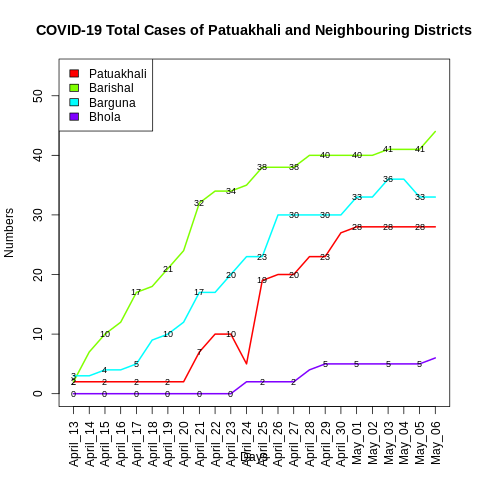 COVID-19 Total Cases of Patuakhali and Neighbouring Districts
Patuakhali
Barishal
Barguna
Bhola
Numbers
50
40
30
20
10
0
2 2 2 2 7 10 19 20 23 28 28 28
2 10 17 21 32 34 38 38 40 40 41 41
3 4 5 10 17 20 23 30 30 33 36 33
0 0 0 0 0 0 2 2 5 5 5 5
April_13 April_14 April_15 April_16 April_17 April_18 April_19 April_20 April_21 April_22 April_23 April_24 April_25 April_26 April_27 April_28 April_29 April_30 May_01 May_02 May_03 May_04 May_05 May_06
Days